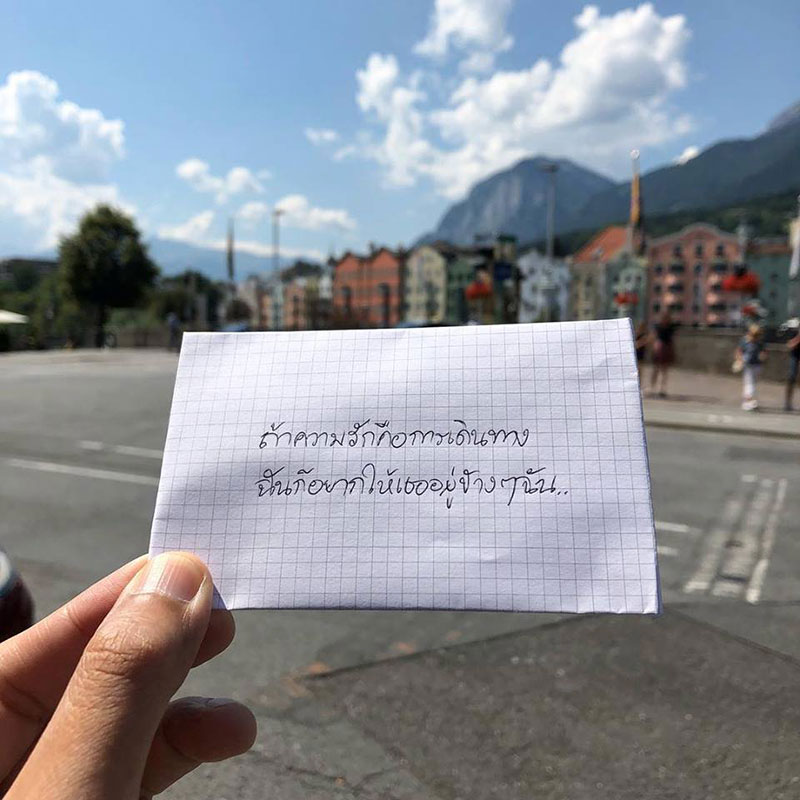 ถ้าความรักคือการเดินทาง
ฉันก็อยากให้เธออยู่ข้างๆฉัน..